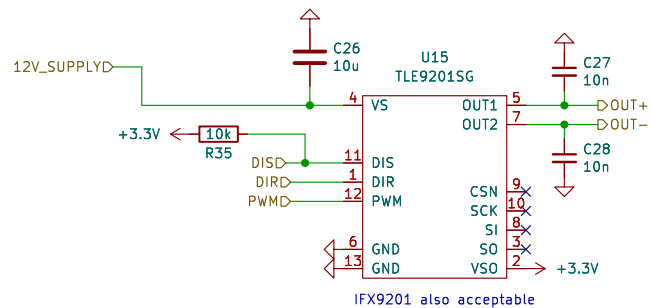 C26
10u
U15
TLE9201SG
C27
10n
12V_SUPPLY
4 VS OUT1 5 OUT+
OUT2 7 OUT-
+3.3V 10k
R35
C28
10n
DIS 11 DIS
DIR 1 DIR
PWM 12 PWM
CSN 9
SCK 10
SI 8
6 GND SO 3
13 GND VSO 2 +3.3V
IFX9201 also acceptable